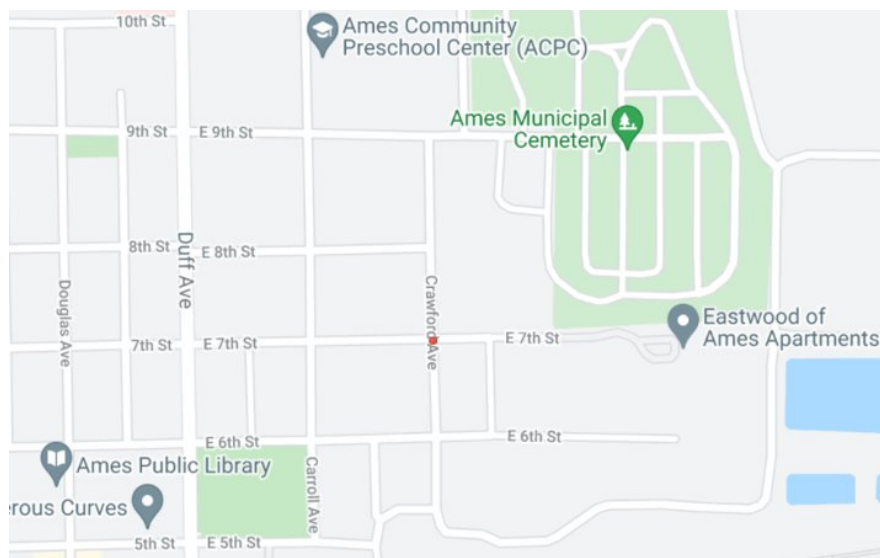 10th St
Ames Community
Preschool Center (ACPC)
9th St
E 9th St
Ames Municipal
Cemetery
8th St
E 8th St
Duff Ave
Douglas Ave
Crawford Ave
7th St
E 7th St
E 7th St
Eastwood of
Ames Apartments
E 6th St
E 6th St
Ames Public Library
Carroll Ave
erous Curves
5th St
E 5th St